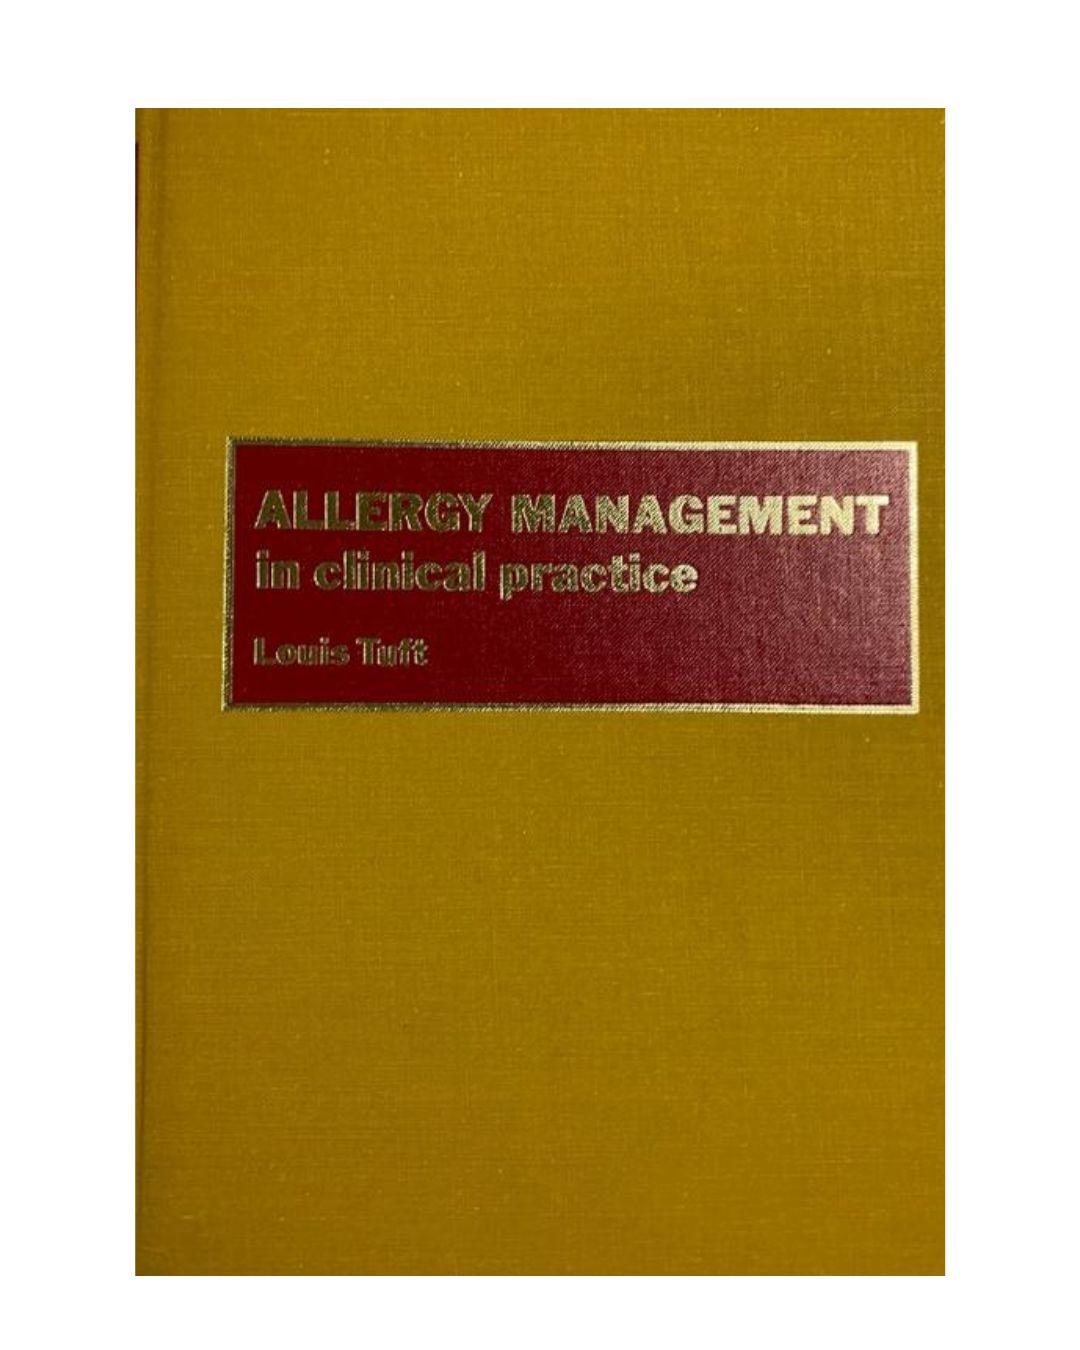 ALLERGY MANAGEMENT
in clinical practice
Louis Tuft